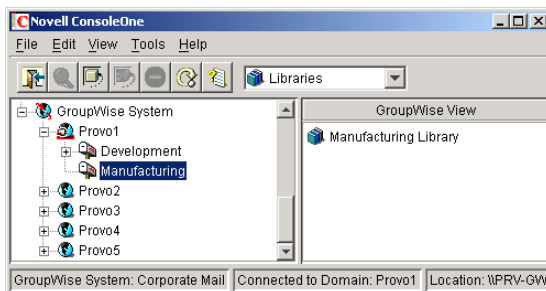 Novell ConsoleOne
File Edit View Tools Help
Libraries
GroupWise System
Provo1
Development
Manufacturing
Provo2
Provo3
Provo4
Provo5
GroupWise View
Manufacturing Library
GroupWise System: Corporate Mail Connected to Domain: Provo1 Location: \\PRV-GW